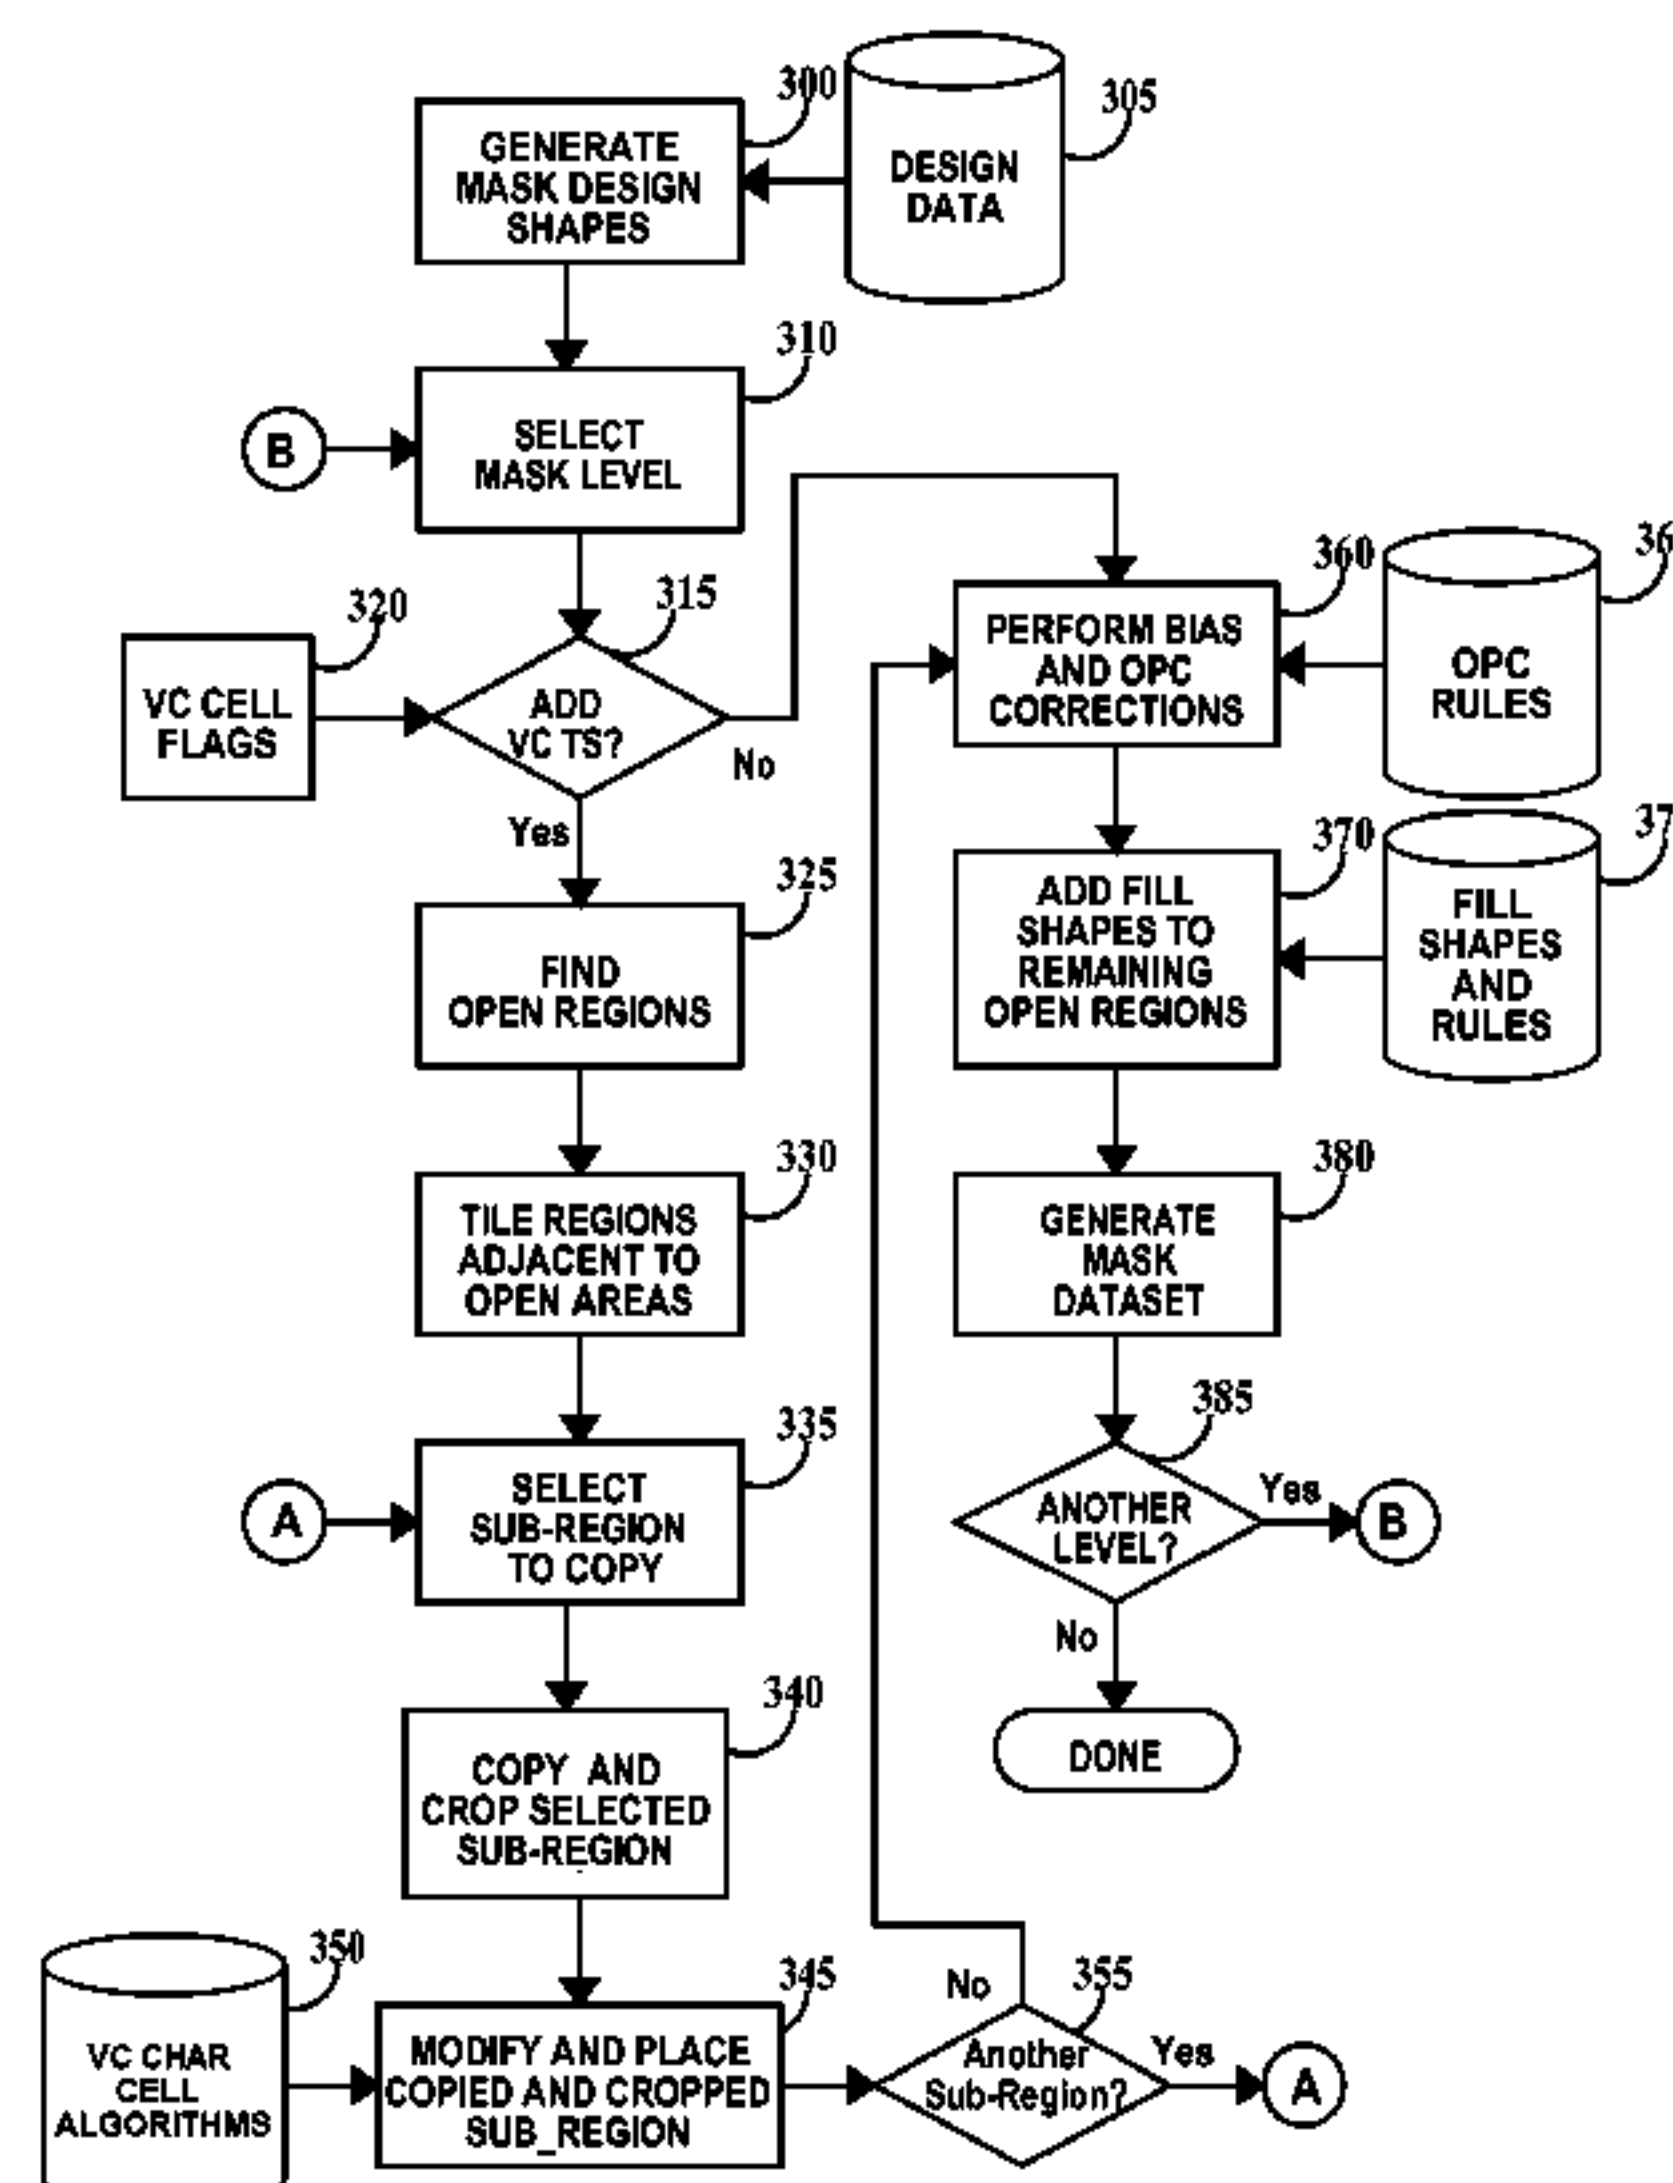 300
305
GENERATE
MASK DESIGN
SHAPES
DESIGN
DATA
310
B
SELECT
MASK LEVEL
320
315
VC CELL
FLAGS
ADD
VC TS?
No
Yes
360
36
PERFORM BIAS
AND OPC
CORRECTIONS
OPC
RULES
325
FIND
OPEN REGIONS
370
37
ADD FILL
SHAPES TO
REMAINING
OPEN REGIONS
FILL
SHAPES
AND
RULES
330
TILE REGIONS
ADJACENT TO
OPEN AREAS
380
GENERATE
MASK
DATASET
335
A
SELECT
SUB-REGION
TO COPY
385
ANOTHER
LEVEL?
Yes
B
No
DONE
340
COPY AND
CROP SELECTED
SUB-REGION
350
VC CHAR
CELL
ALGORITHMS
345
MODIFY AND PLACE
COPIED AND CROPPED
SUB_REGION
No
355
Another
Sub-Region?
Yes
A